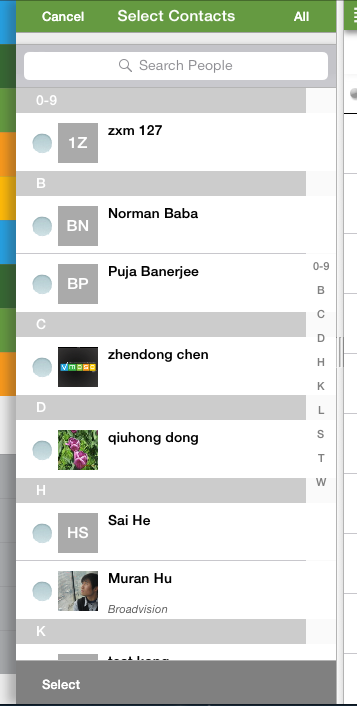 Cancel Select Contacts All
Search People
0-9
1Z zxm 127
B
BN Norman Baba
BP Puja Banerjee
C
zhendong chen
D
qiuhong dong
H
HS Sai He
Muran Hu
Broadvision
K
0-9
B
C
D
H
K
L
S
T
W
Select